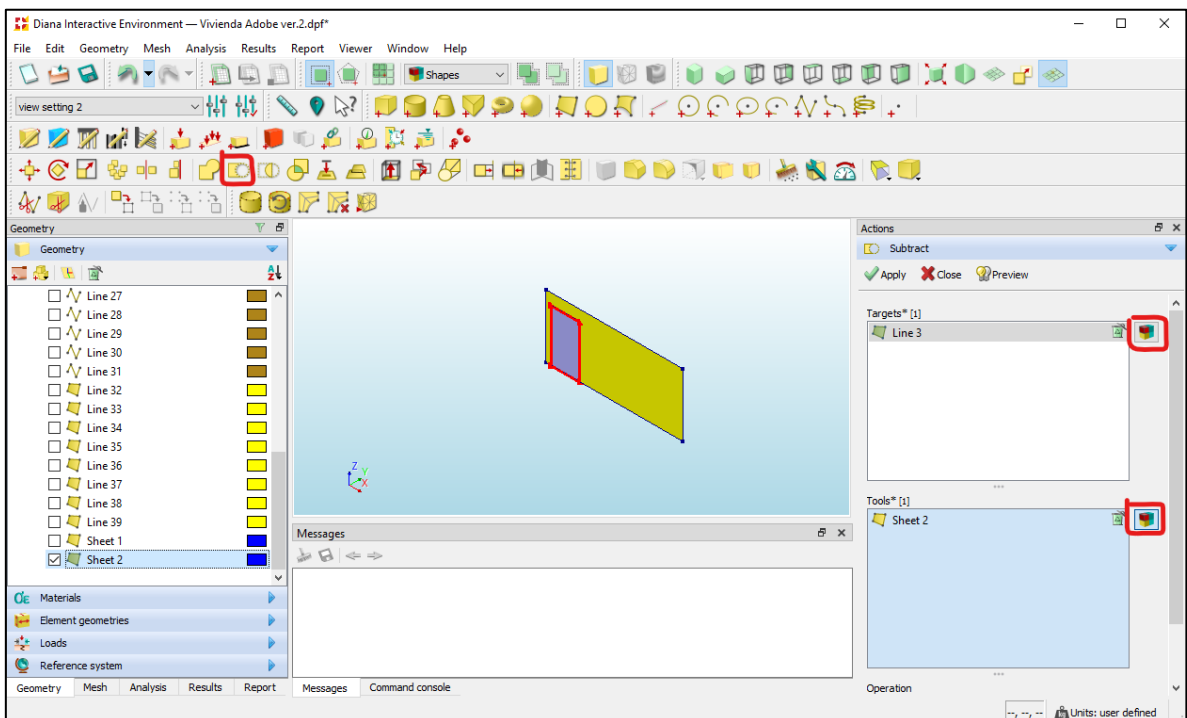 Diana Interactive Environment — Vivienda Adobe ver.2.dpf*
File Edit Geometry Mesh Analysis Results Report Viewer Window Help
Shapes
view setting 2
Geometry
Geometry
Line 27
Line 28
Line 29
Line 30
Line 31
Line 32
Line 33
Line 34
Line 35
Line 36
Line 37
Line 38
Line 39
Sheet 1
Sheet 2
Materials
Element geometries
Loads
Reference system
Geometry Mesh Analysis Results Report
Z
Y
X
Messages
Messages Command console
Actions
Subtract
Apply Close Preview
Targets* [1]
Line 3
Tools* [1]
Sheet 2
Operation
--, --, -- Units: user defined